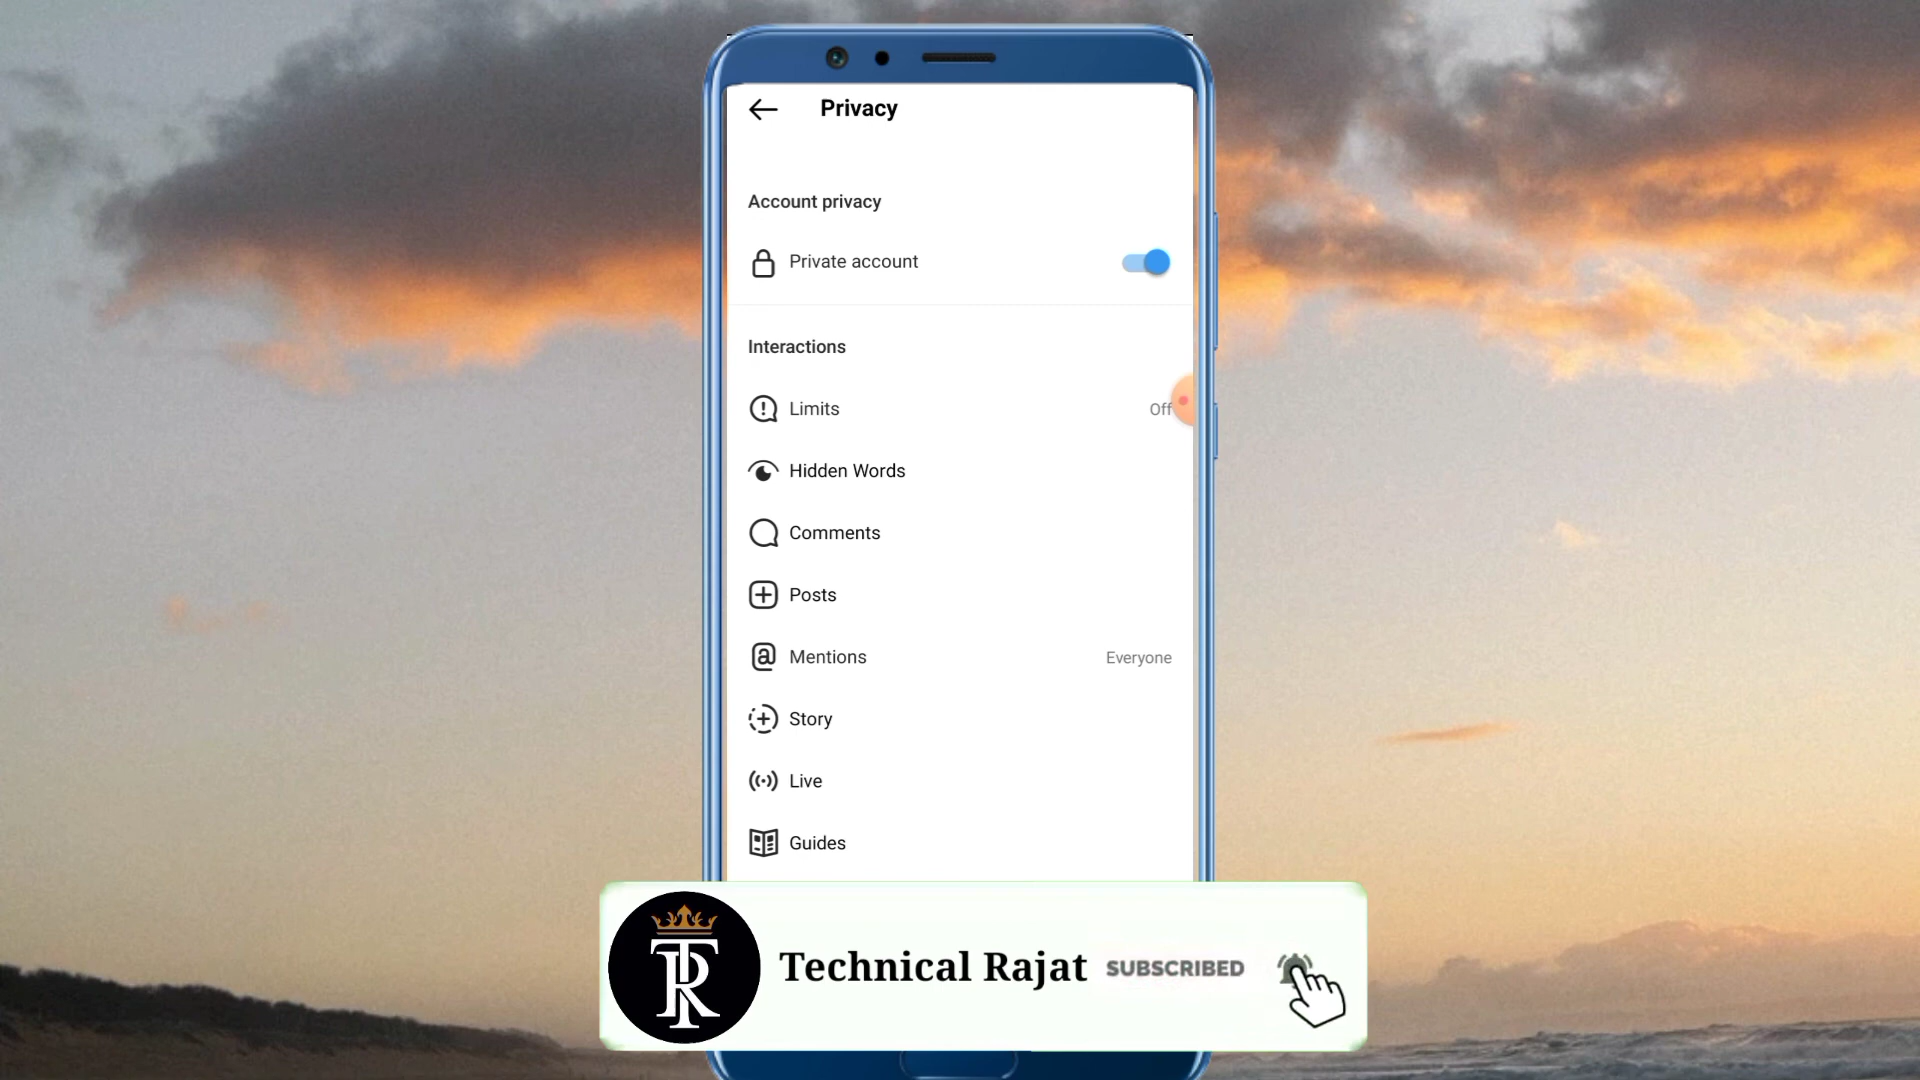 Privacy
Account privacy
Private account
Interactions
Limits Off
Hidden Words
Comments
Posts
Mentions Everyone
Story
Live
Guides
TR Technical Rajat SUBSCRIBED